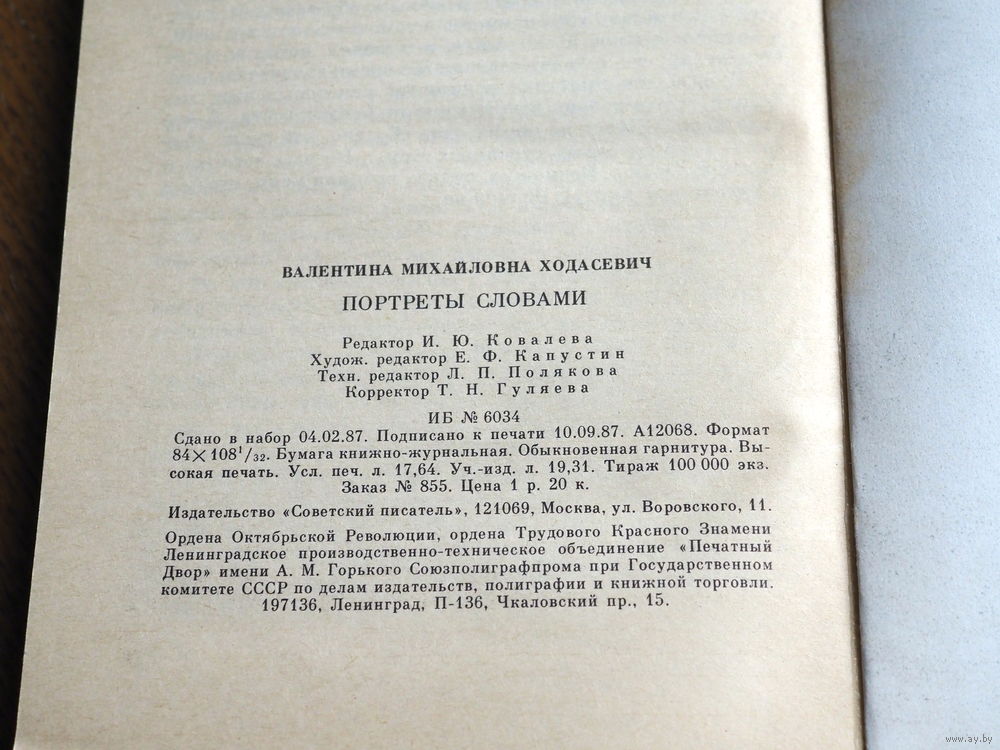 ВАЛЕНТИНА МИХАЙЛОВНА ХОДАСЕВИЧ
ПОРТРЕТЫ СЛОВАМИ
Редактор И. Ю. Ковалева
Худож. редактор Е. Ф. Капустин
Техн. редактор Л. П. Полякова
Корректор Т. Н. Гуляева
ИБ № 6034
Сдано в набор 04.02.87. Подписано к печати 10.09.87. А12068. Формат
84×108¹/₃₂. Бумага книжно-журнальная. Обыкновенная гарнитура. Вы-
сокая печать. Усл. печ. л. 17,64. Уч.-изд. л. 19,31. Тираж 100 000 экз.
Заказ № 855. Цена 1 р. 20 к.
Издательство «Советский писатель», 121069, Москва, ул. Воровского, 11.
Ордена Октябрьской Революции, ордена Трудового Красного Знамени
Ленинградское производственно-техническое объединение «Печатный
Двор» имени А. М. Горького Союзполиграфпрома при Государственном
комитете СССР по делам издательств, полиграфии и книжной торговли.
197136, Ленинград, П-136, Чкаловский пр., 15.
www.ay.by